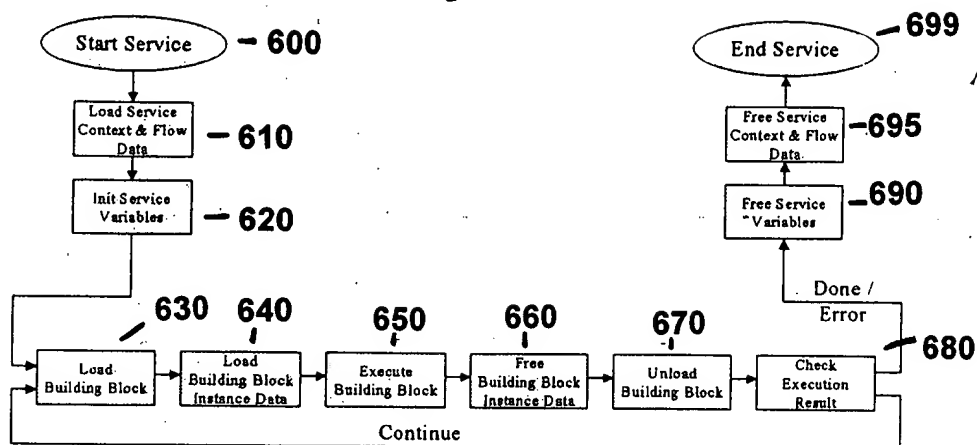 Start Service
600
Load Service
Context & Flow
Data
610
Init Service
Variables
620
End Service
699
Free Service
Context & Flow
Data
695
Free Service
Variables
690
Done /
Error
630
640
650
660
670
680
Load
Building Block
Load
Building Block
Instance Data
Execute
Building Block
Free
Building Block
Instance Data
Unload
Building Block
Check
Execution
Result
Continue